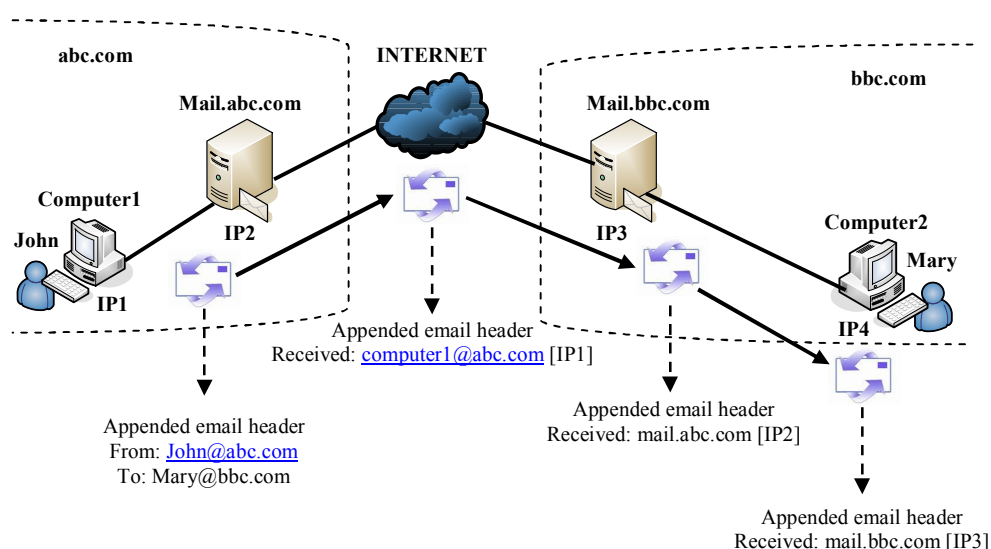 abc.com
INTERNET
bbc.com
Mail.abc.com
Mail.bbc.com
Computer1
John
IP1
IP2
IP3
Computer2
Mary
IP4
Appended email header
Received: computer1@abc.com [IP1]
Appended email header
From: John@abc.com
To: Mary@bbc.com
Appended email header
Received: mail.abc.com [IP2]
Appended email header
Received: mail.bbc.com [IP3]